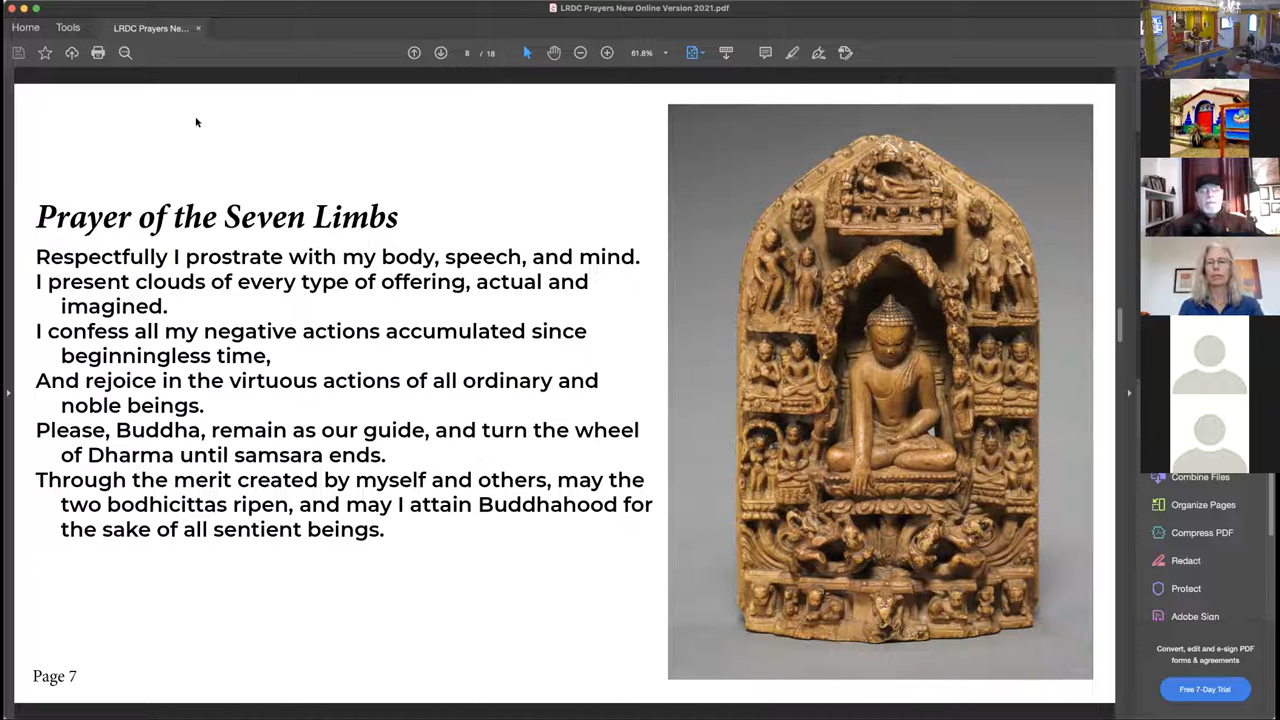 LRDC Prayers New Online Version 2021.pdf
Home
Tools
LRDC Prayers Ne...
8 / 18
61.8%
Prayer of the Seven Limbs
Respectfully I prostrate with my body, speech, and mind.
I present clouds of every type of offering, actual and
imagined.
I confess all my negative actions accumulated since
beginningless time,
And rejoice in the virtuous actions of all ordinary and
noble beings.
Please, Buddha, remain as our guide, and turn the wheel
of Dharma until samsara ends.
Through the merit created by myself and others, may the
two bodhicittas ripen, and may I attain Buddhahood for
the sake of all sentient beings.
Page 7
Combine Files
Organize Pages
Compress PDF
Redact
Protect
Adobe Sign
Convert, edit and e-sign PDF
forms & agreements
Free 7-Day Trial